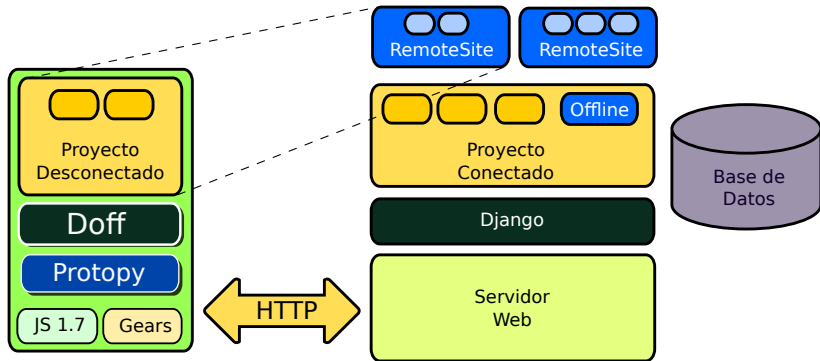 RemoteSite
RemoteSite
Proyecto
Desconectado
Doff
Protopy
JS 1.7
Gears
HTTP
Offline
Proyecto
Conectado
Django
Servidor
Web
Base de
Datos